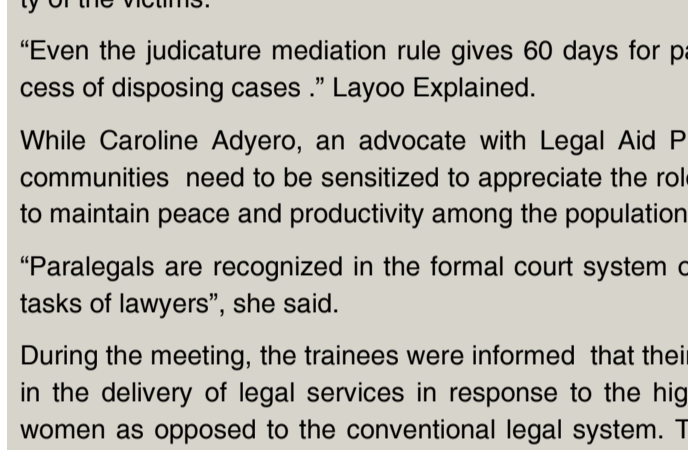 ty of the victims.
“Even the judicature mediation rule gives 60 days for
cess of disposing cases .” Layoo Explained.
While Caroline Adyero, an advocate with Legal Aid P
communities  need to be sensitized to appreciate the
to maintain peace and productivity among the population
“Paralegals are recognized in the formal court system
tasks of lawyers”, she said.
During the meeting, the trainees were informed  that
in the delivery of legal services in response to the
women as opposed to the conventional legal system. T